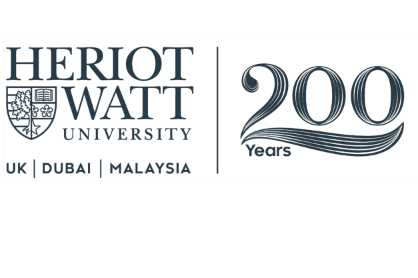 HERIOT
WATT
UNIVERSITY
UK | DUBAI | MALAYSIA
200
Years